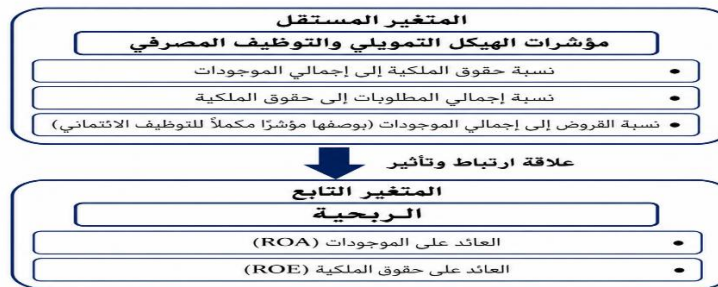 المتغير المستقل
مؤشرات الهيكل التمويلي والتوظيف المصرفي
• نسبة حقوق الملكية إلى إجمالي الموجودات
• نسبة إجمالي المطلوبات إلى حقوق الملكية
• نسبة القروض إلى إجمالي الموجودات (بوصفها مؤشرًا مكملاً للتوظيف الائتماني)
علاقة ارتباط وتأثير
المتغير التابع
الربحية
• العائد على الموجودات (ROA)
• العائد على حقوق الملكية (ROE)